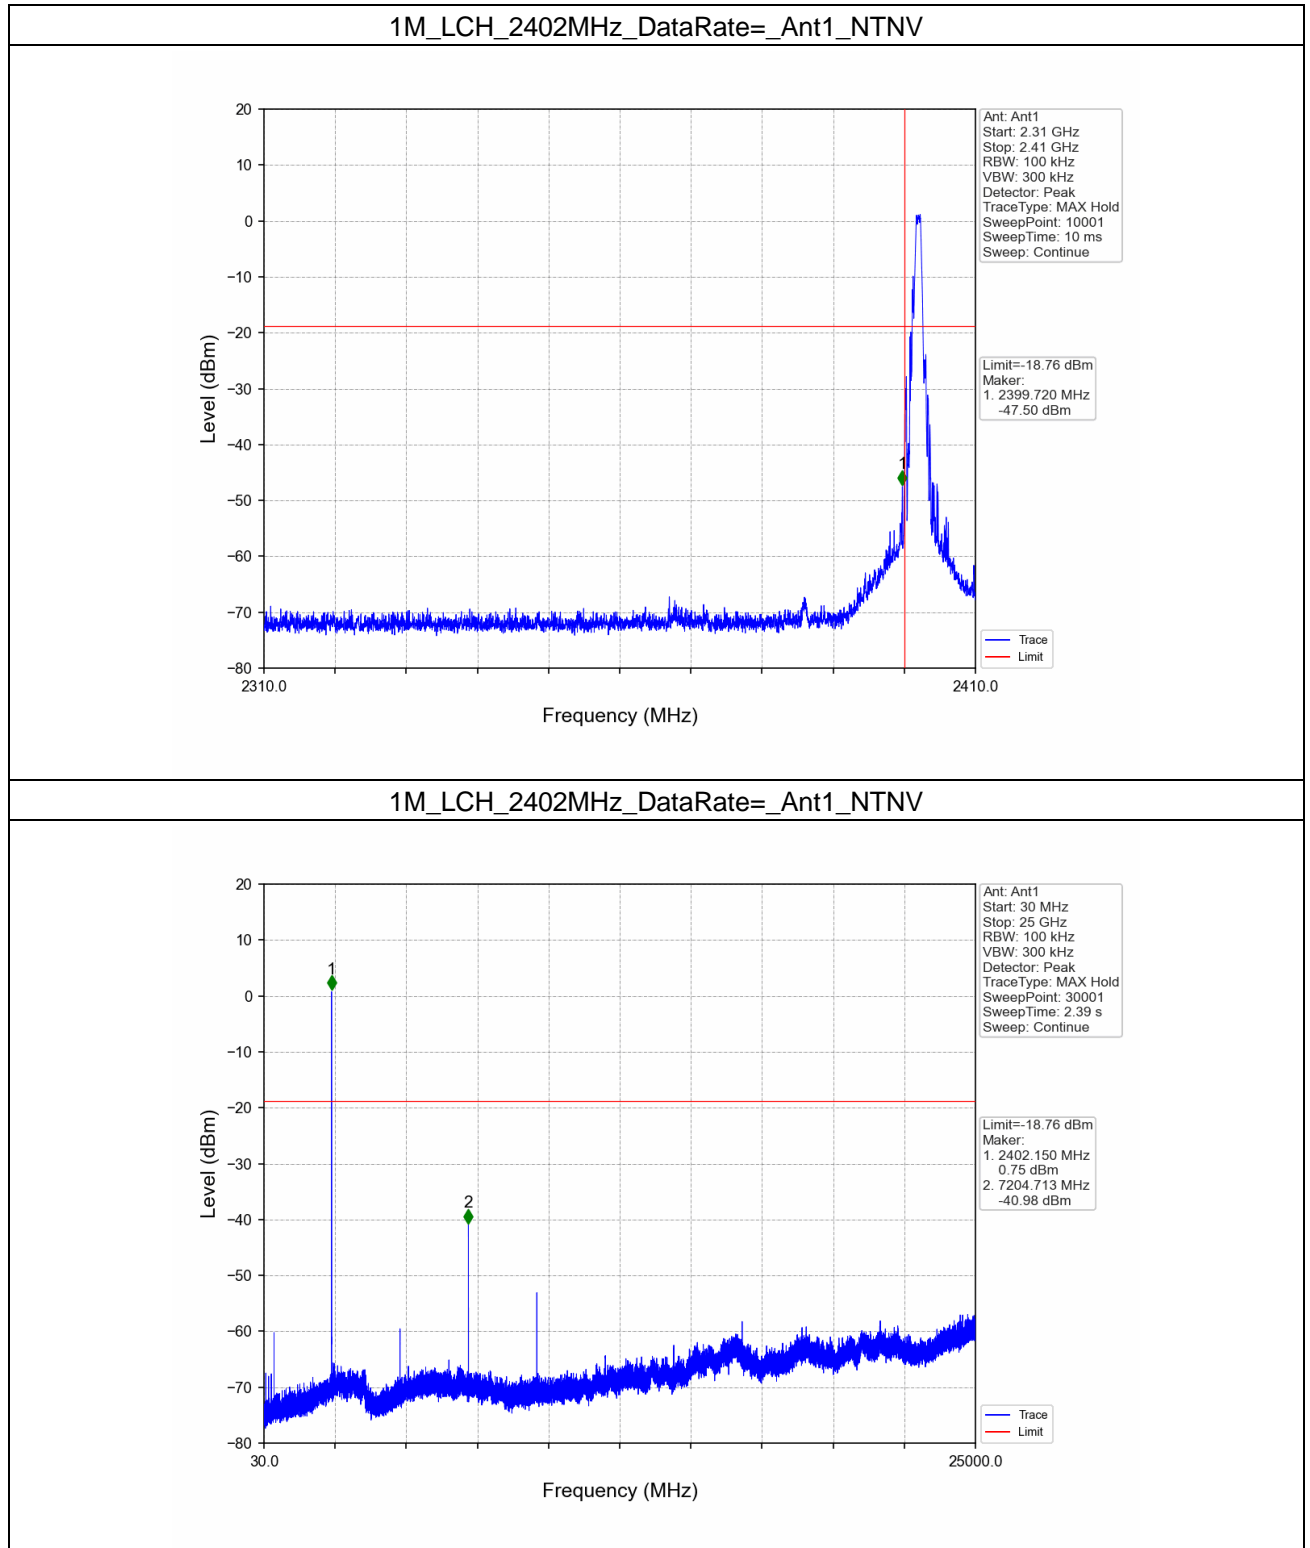 1M_LCH_2402MHz_DataRate=_Ant1_NTNV
20
10
0
−10
−20
−30
−40
−50
−60
−70
−80
Level (dBm)
1
2310.0
2410.0
Frequency (MHz)
Ant: Ant1
Start: 2.31 GHz
Stop: 2.41 GHz
RBW: 100 kHz
VBW: 300 kHz
Detector: Peak
TraceType: MAX Hold
SweepPoint: 10001
SweepTime: 10 ms
Sweep: Continue
Limit=-18.76 dBm
Maker:
1. 2399.720 MHz
-47.50 dBm
Trace
Limit
1M_LCH_2402MHz_DataRate=_Ant1_NTNV
20
10
0
−10
−20
−30
−40
−50
−60
−70
−80
Level (dBm)
1
2
30.0
25000.0
Frequency (MHz)
Ant: Ant1
Start: 30 MHz
Stop: 25 GHz
RBW: 100 kHz
VBW: 300 kHz
Detector: Peak
TraceType: MAX Hold
SweepPoint: 30001
SweepTime: 2.39 s
Sweep: Continue
Limit=-18.76 dBm
Maker:
1. 2402.150 MHz
0.75 dBm
2. 7204.713 MHz
-40.98 dBm
Trace
Limit